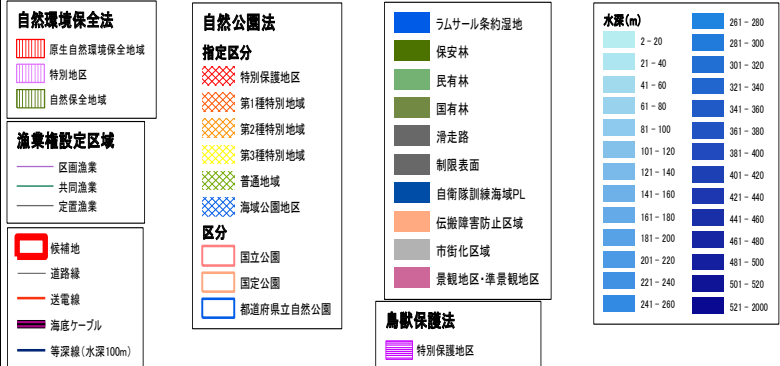 自然環境保全法
原生自然環境保全地域
特別地区
自然保全地域
漁業権設定区域
区画漁業
共同漁業
定置漁業
候補地
道路縁
送電線
海底ケーブル
等深線(水深100m)
自然公園法
指定区分
特別保護地区
第1種特別地域
第2種特別地域
第3種特別地域
普通地域
海域公園地区
区分
国立公園
国定公園
都道府県立自然公園
ラムサール条約湿地
保安林
民有林
国有林
滑走路
制限表面
自衛隊訓練海域PL
伝搬障害防止区域
市街化区域
景観地区・準景観地区
鳥獣保護法
特別保護地区
水深(m)
2 - 20
21 - 40
41 - 60
61 - 80
81 - 100
101 - 120
121 - 140
141 - 160
161 - 180
181 - 200
201 - 220
221 - 240
241 - 260
261 - 280
281 - 300
301 - 320
321 - 340
341 - 360
361 - 380
381 - 400
401 - 420
421 - 440
441 - 460
461 - 480
481 - 500
501 - 520
521 - 2000